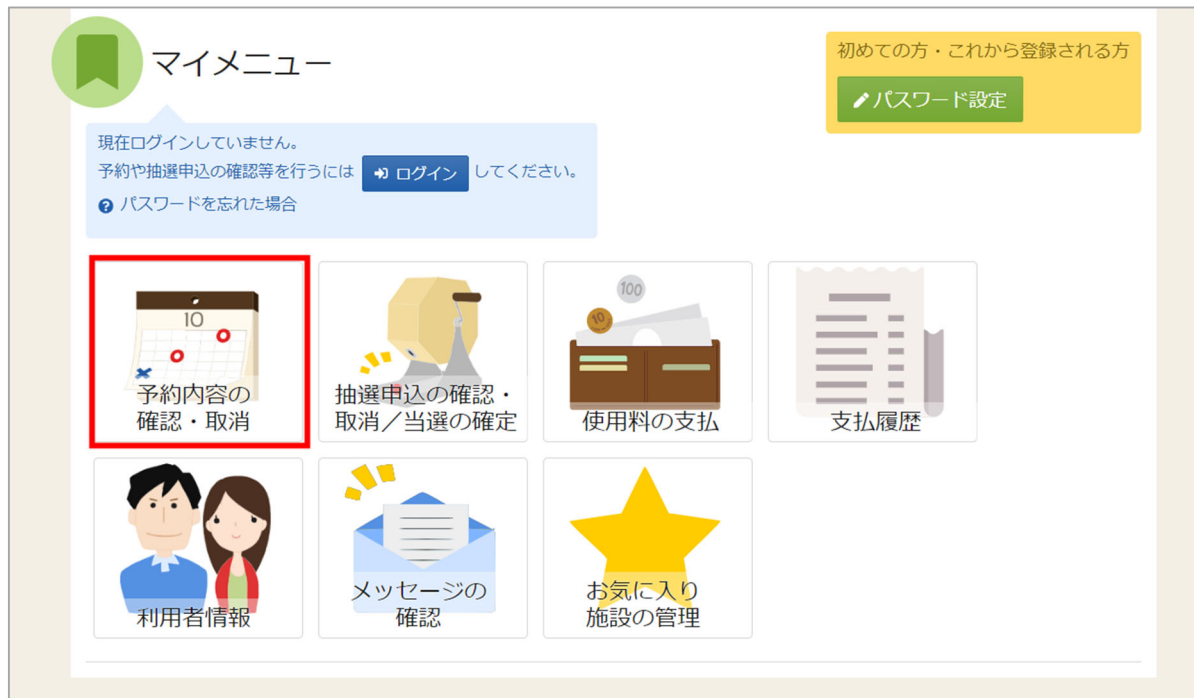 マイメニュー
初めての方・これから登録される方
パスワード設定
現在ログインしていません。
予約や抽選申込の確認等を行うには ログイン してください。
パスワードを忘れた場合
10
予約内容の
確認・取消
抽選申込の確認・
取消／当選の確定
100
10
使用料の支払
支払履歴
利用者情報
メッセージの
確認
お気に入り
施設の管理